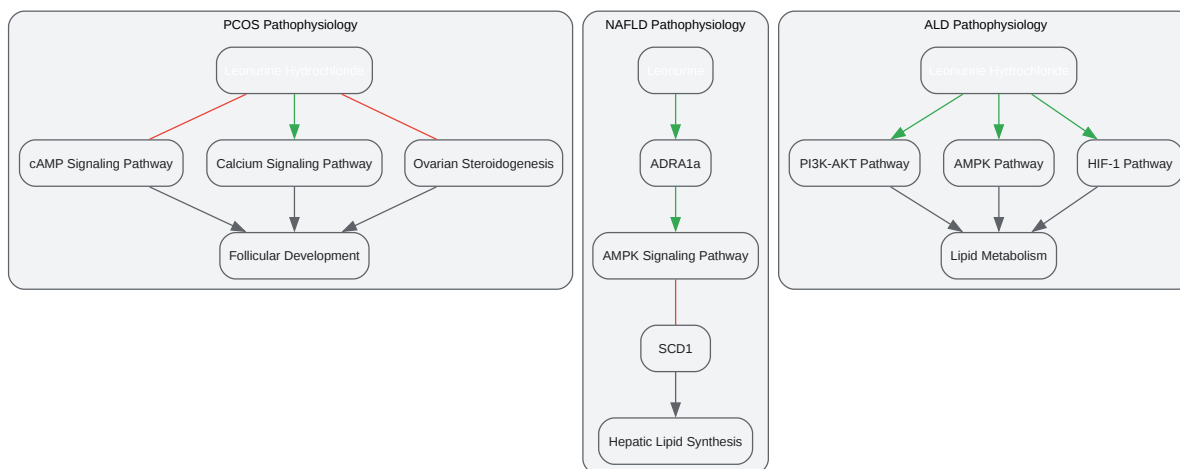 PCOS Pathophysiology
Leonurine Hydrochloride
cAMP Signaling Pathway
Calcium Signaling Pathway
Ovarian Steroidogenesis
Follicular Development
NAFLD Pathophysiology
Leonurine
ADRA1a
AMPK Signaling Pathway
SCD1
Hepatic Lipid Synthesis
ALD Pathophysiology
Leonurine Hydrochloride
PI3K-AKT Pathway
AMPK Pathway
HIF-1 Pathway
Lipid Metabolism